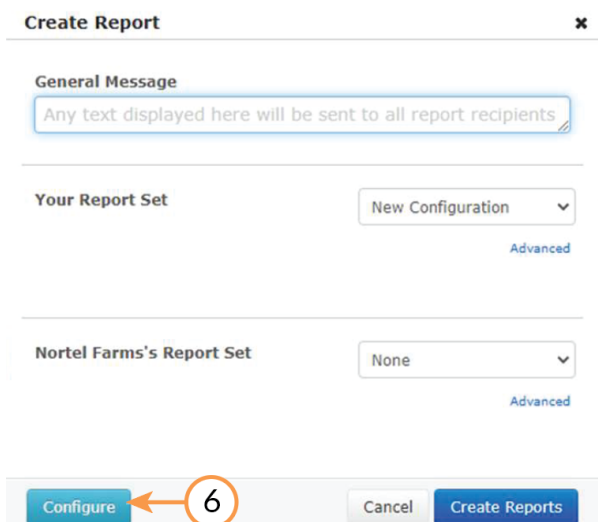 Create Report ✖
General Message
Any text displayed here will be sent to all report recipients
Your Report Set New Configuration
Advanced
Nortel Farms's Report Set None
Advanced
Configure 6 Cancel Create Reports